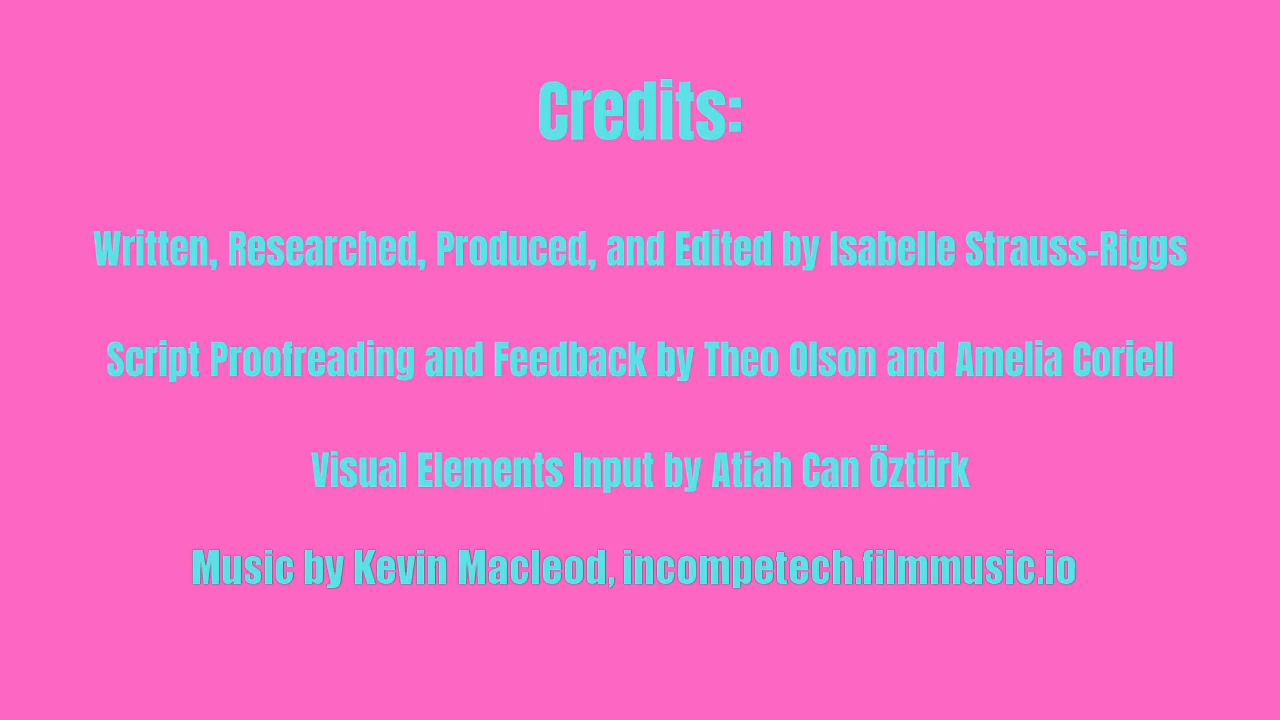 Credits:
Written, Researched, Produced, and Edited by Isabelle Strauss-Riggs
Script Proofreading and Feedback by Theo Olson and Amelia Coriell
Visual Elements Input by Atiah Can Öztürk
Music by Kevin Macleod, incompetech.filmmusic.io